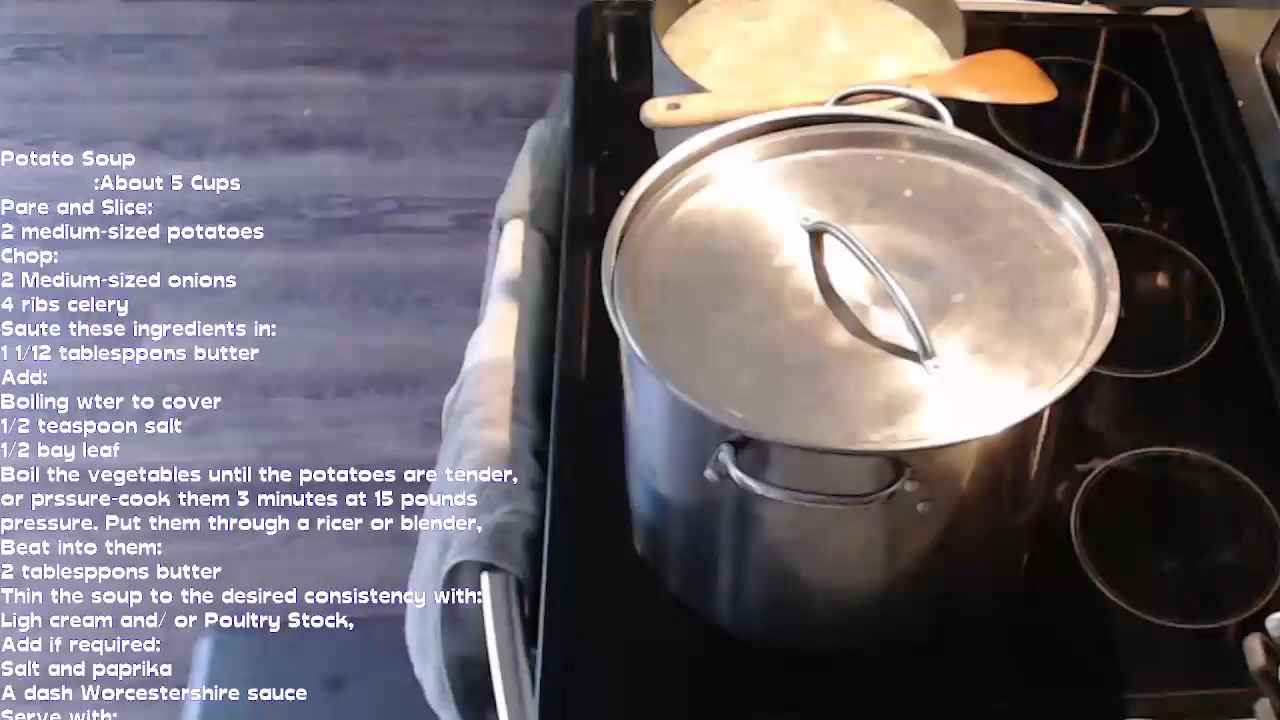 Potato Soup
:About 5 Cups
Pare and Slice:
2 medium-sized potatoes
Chop:
2 Medium-sized onions
4 ribs celery
Saute these ingredients in:
1 1/12 tablesppons butter
Add:
Boiling wter to cover
1/2 teaspoon salt
1/2 bay leaf
Boil the vegetables until the potatoes are tender,
or prssure-cook them 3 minutes at 15 pounds
pressure. Put them through a ricer or blender,
Beat into them:
2 tablesppons butter
Thin the soup to the desired consistency with:
Ligh cream and/ or Poultry Stock,
Add if required:
Salt and paprika
A dash Worcestershire sauce
Serve with: